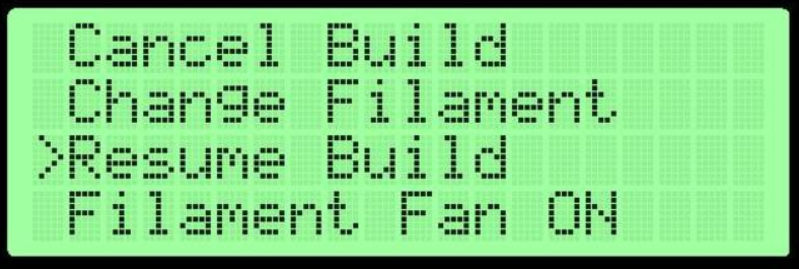 Cancel Build
Change Filament
>Resume Build
Filament Fan ON